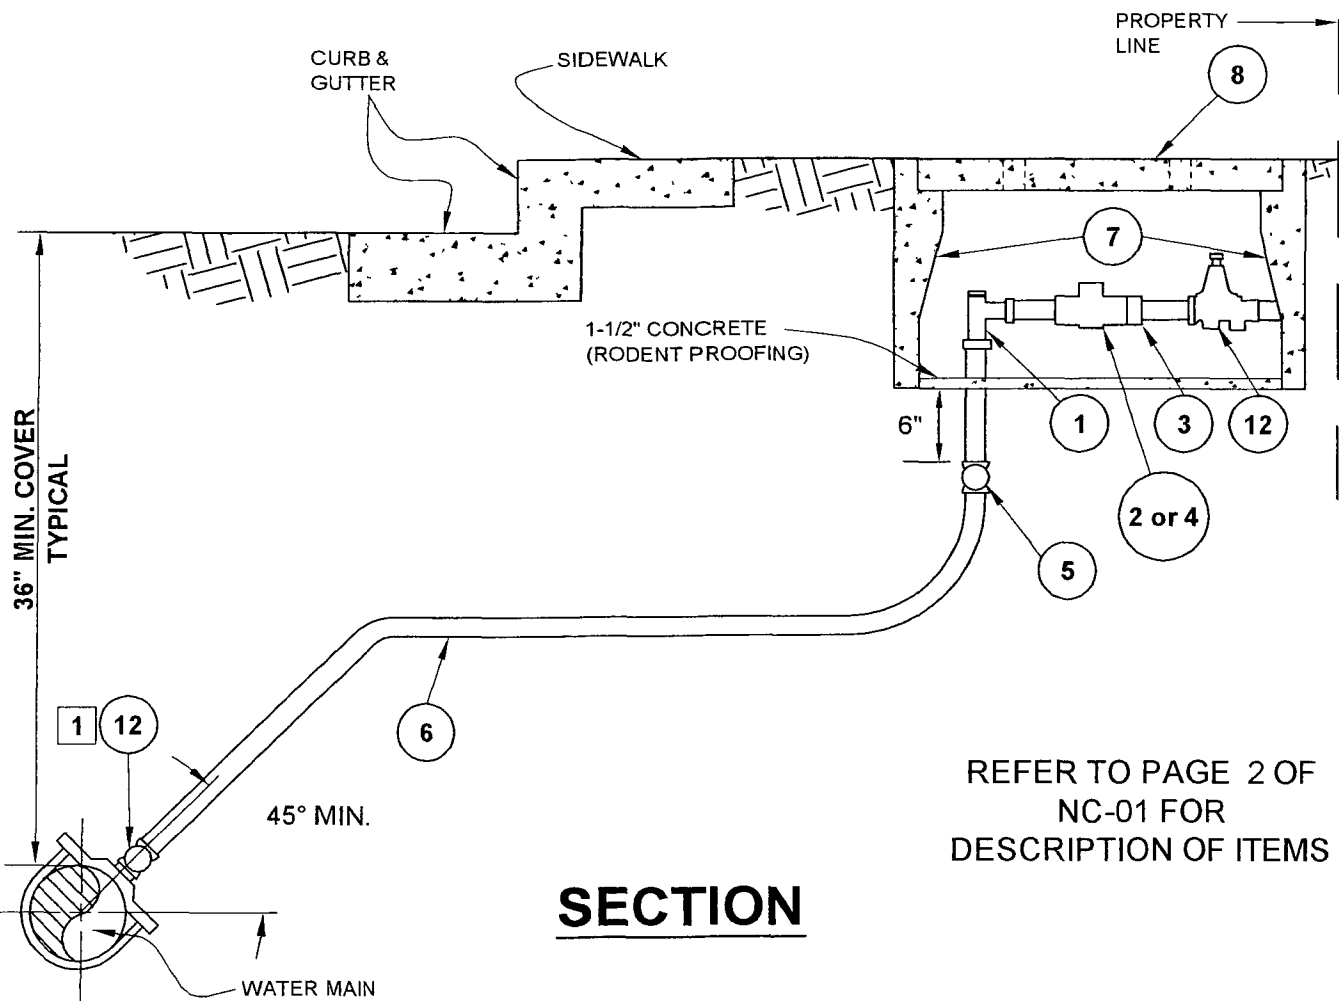 PROPERTY
LINE
CURB &
GUTTER
SIDEWALK
8
7
1-1/2" CONCRETE
(RODENT PROOFING)
36" MIN. COVER
TYPICAL
6"
1
3
12
2 or 4
5
1
12
6
45° MIN.
REFER TO PAGE 2 OF
NC-01 FOR
DESCRIPTION OF ITEMS
SECTION
WATER MAIN